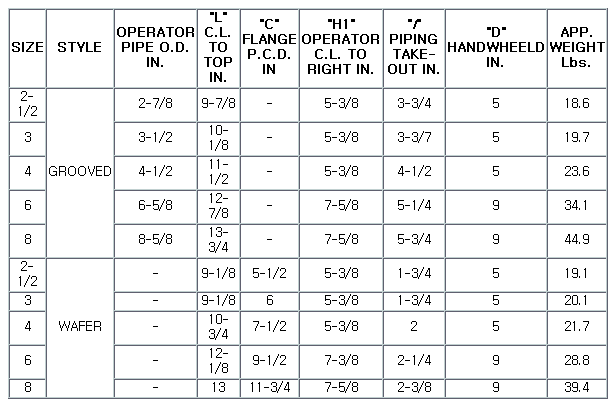 SIZE STYLE OPERATOR PIPE O.D. IN. "L" C.L. TO TOP IN. "C" FLANGE P.C.D. IN "H1" OPERATOR C.L. TO RIGHT IN. "/" PIPING TAKE-OUT IN. "D" HANDWHEELD IN. APP. WEIGHT Lbs.
2-1/2 GROOVED 2-7/8 9-7/8 - 5-3/8 3-3/4 5 18.6
3 3-1/2 10-1/8 - 5-3/8 3-3/7 5 19.7
4 4-1/2 11-1/2 - 5-3/8 4-1/2 5 23.6
6 6-5/8 12-7/8 - 7-5/8 5-1/4 9 34.1
8 8-5/8 13-3/4 - 7-5/8 5-3/4 9 44.9
2-1/2 WAFER - 9-1/8 5-1/2 5-3/8 1-3/4 5 19.1
3 - 9-1/8 6 5-3/8 1-3/4 5 20.1
4 - 10-3/4 7-1/2 5-3/8 2 5 21.7
6 - 12-1/8 9-1/2 7-3/8 2-1/4 9 28.8
8 - 13 11-3/4 7-5/8 2-3/8 9 39.4